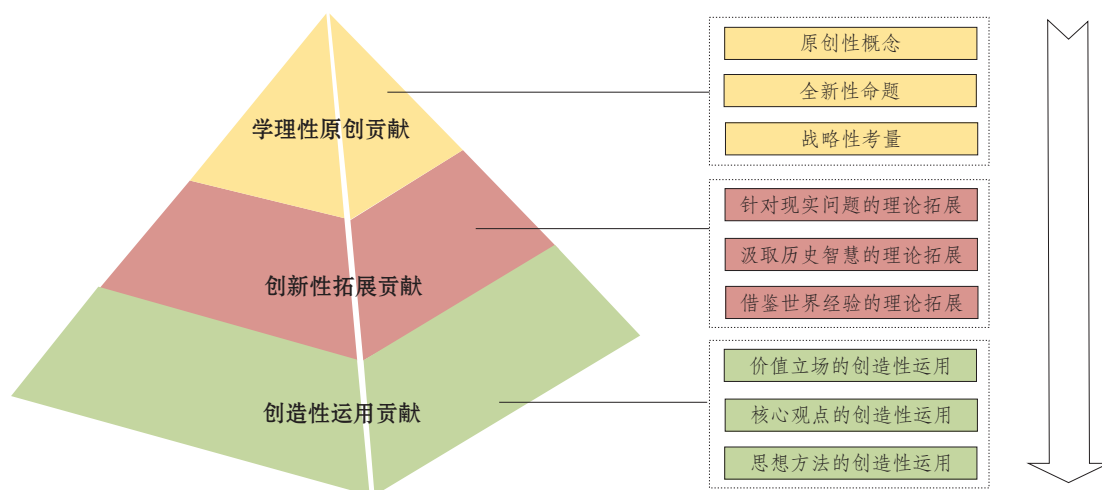 原创性概念
全新性命题
学理性原创贡献
战略性考量
针对现实问题的理论拓展
汲取历史智慧的理论拓展
创新性拓展贡献
借鉴世界经验的理论拓展
价值立场的创造性运用
创造性运用贡献
核心观点的创造性运用
思想方法的创造性运用